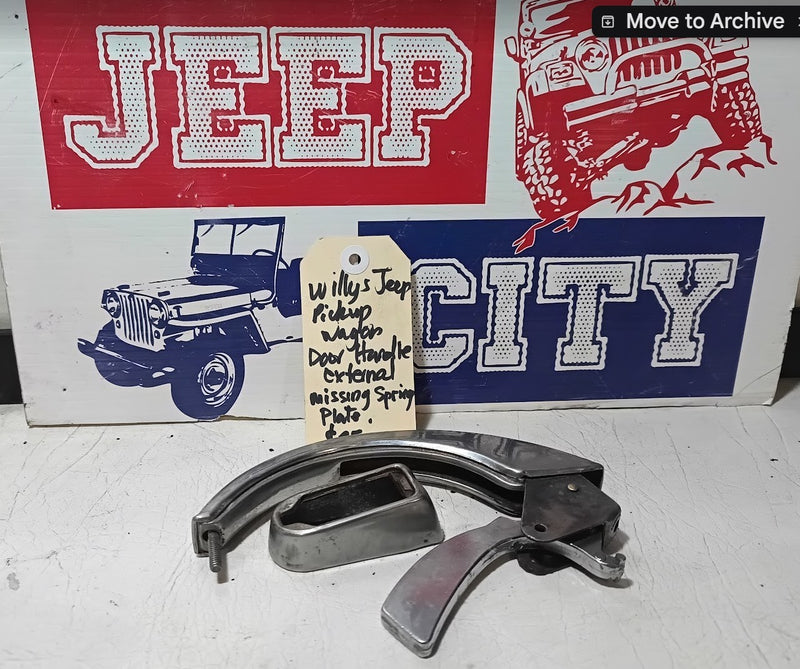 Move to Archive
JEEP
CITY
Willys Jeep
Pickup
wagon
Door Handle
external
missing Spring
Plate.